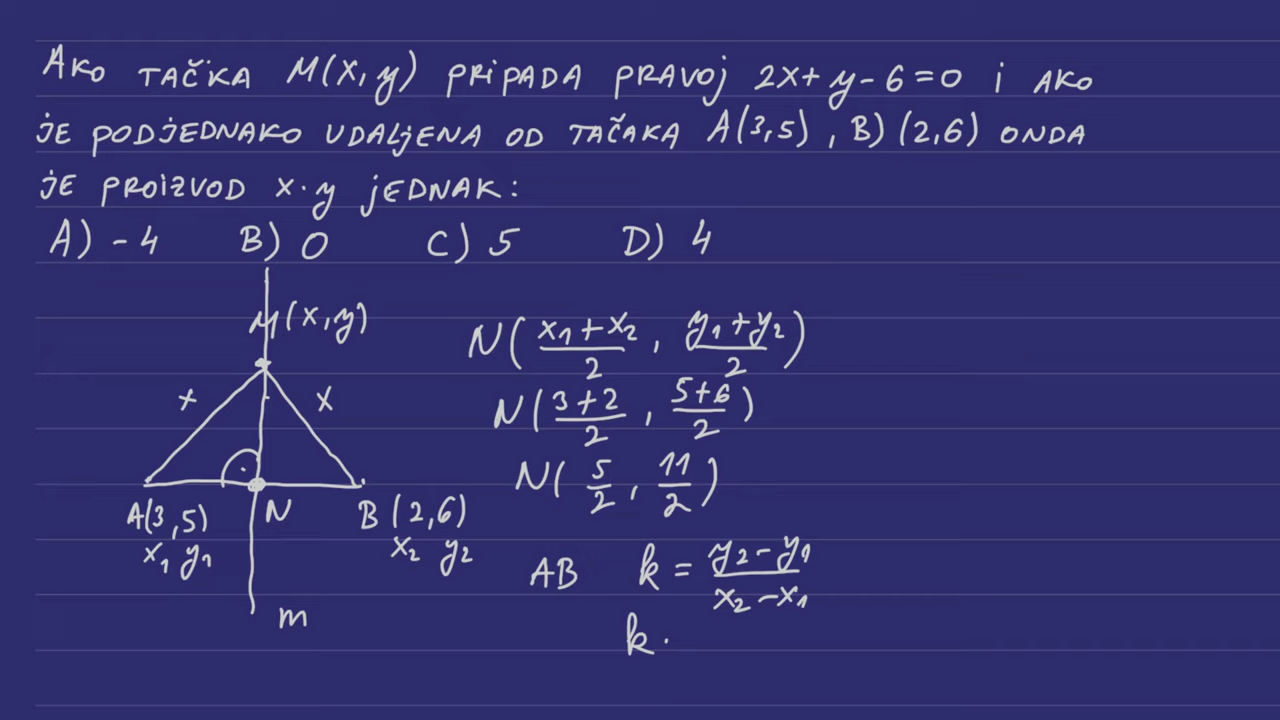 AKO TAČKA M(X,y) PRIPADA PRAVOJ 2X+y-6=0 i AKO
JE PODJEDNAKO UDALJENA OD TAČAKA A(3,5), B)(2,6) ONDA
JE PROIZVOD X·y JEDNAK:
A) -4 B) 0 C) 5 D) 4
M(X,y)
x x
A(3,5) N B(2,6)
x₁ y₁ x₂ y₂
m
N((x₁+x₂)/2, (y₁+y₂)/2)
N((3+2)/2, (5+6)/2)
N(5/2, 11/2)
AB k = (y₂-y₁)/(x₂-x₁)
k ·